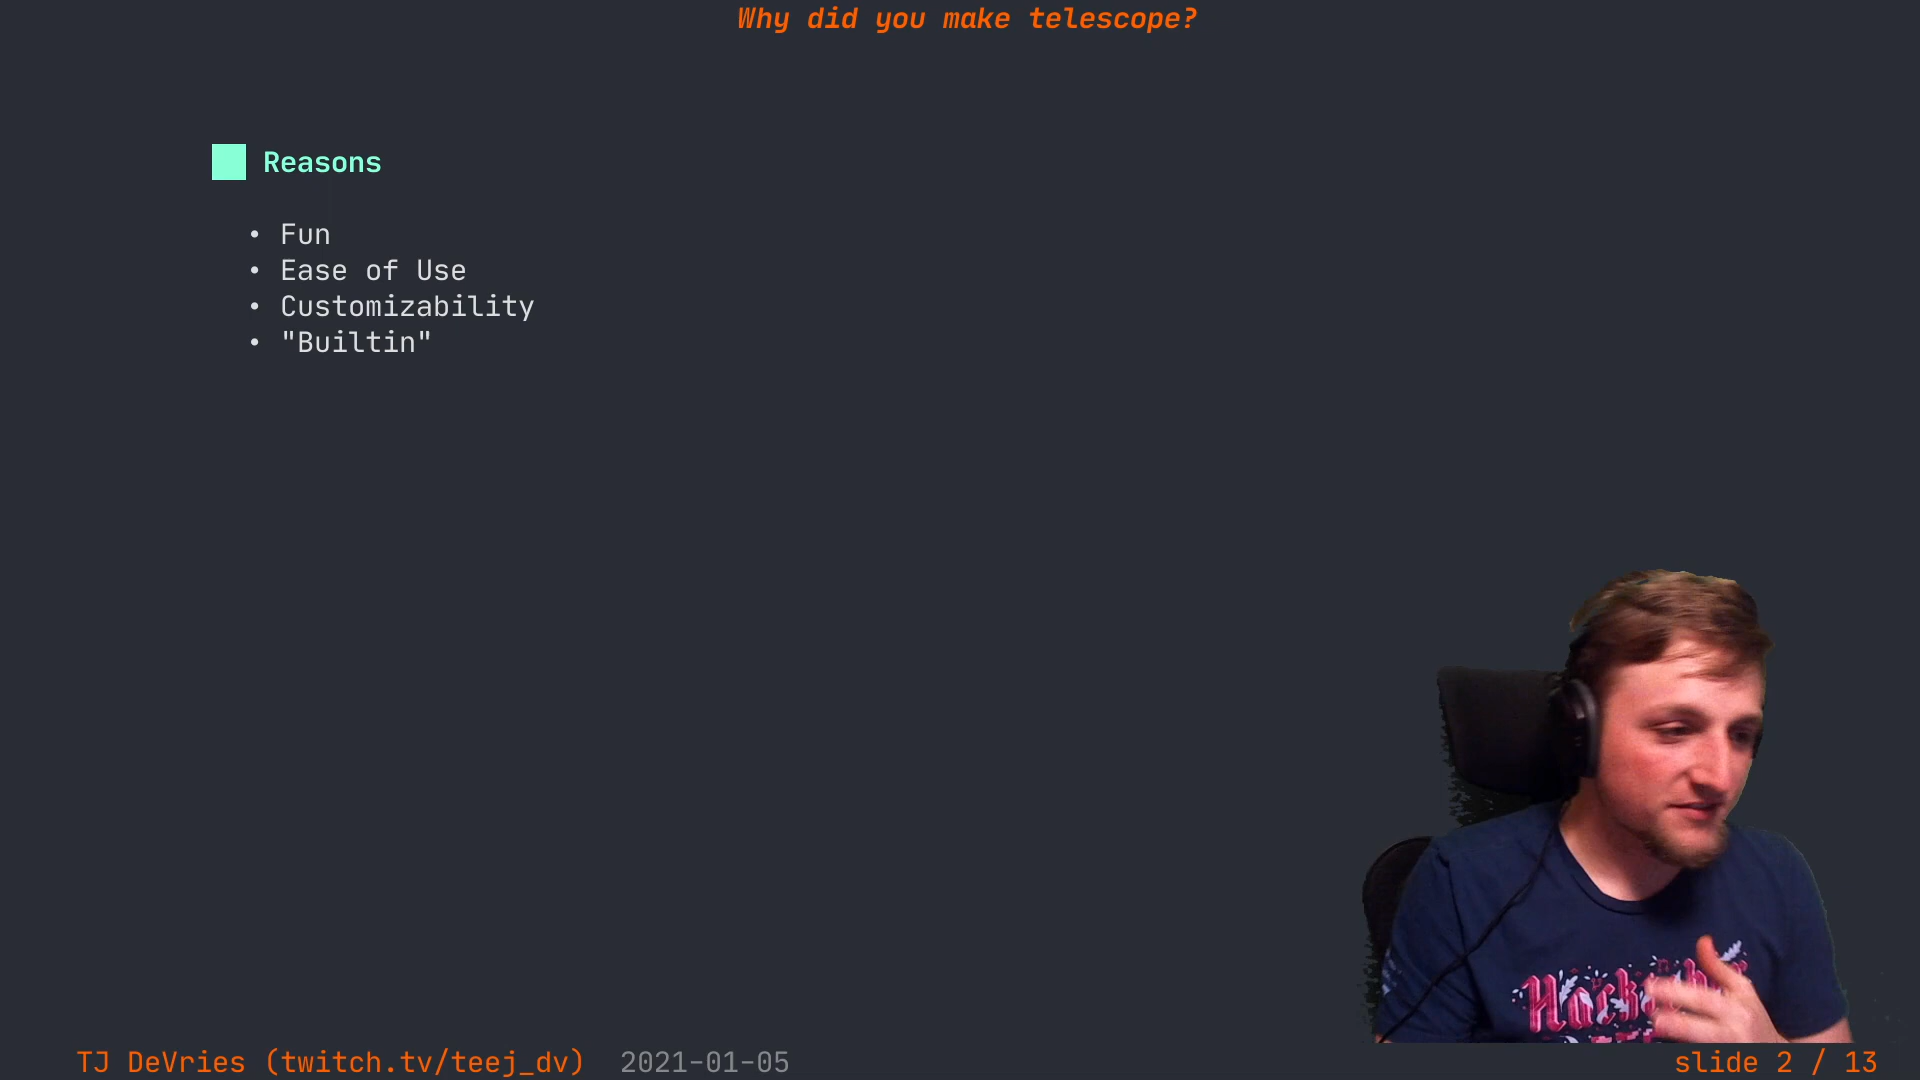 Why did you make telescope?
Reasons
• Fun
• Ease of Use
• Customizability
• "Builtin"
TJ DeVries (twitch.tv/teej_dv) 2021-01-05
slide 2 / 13